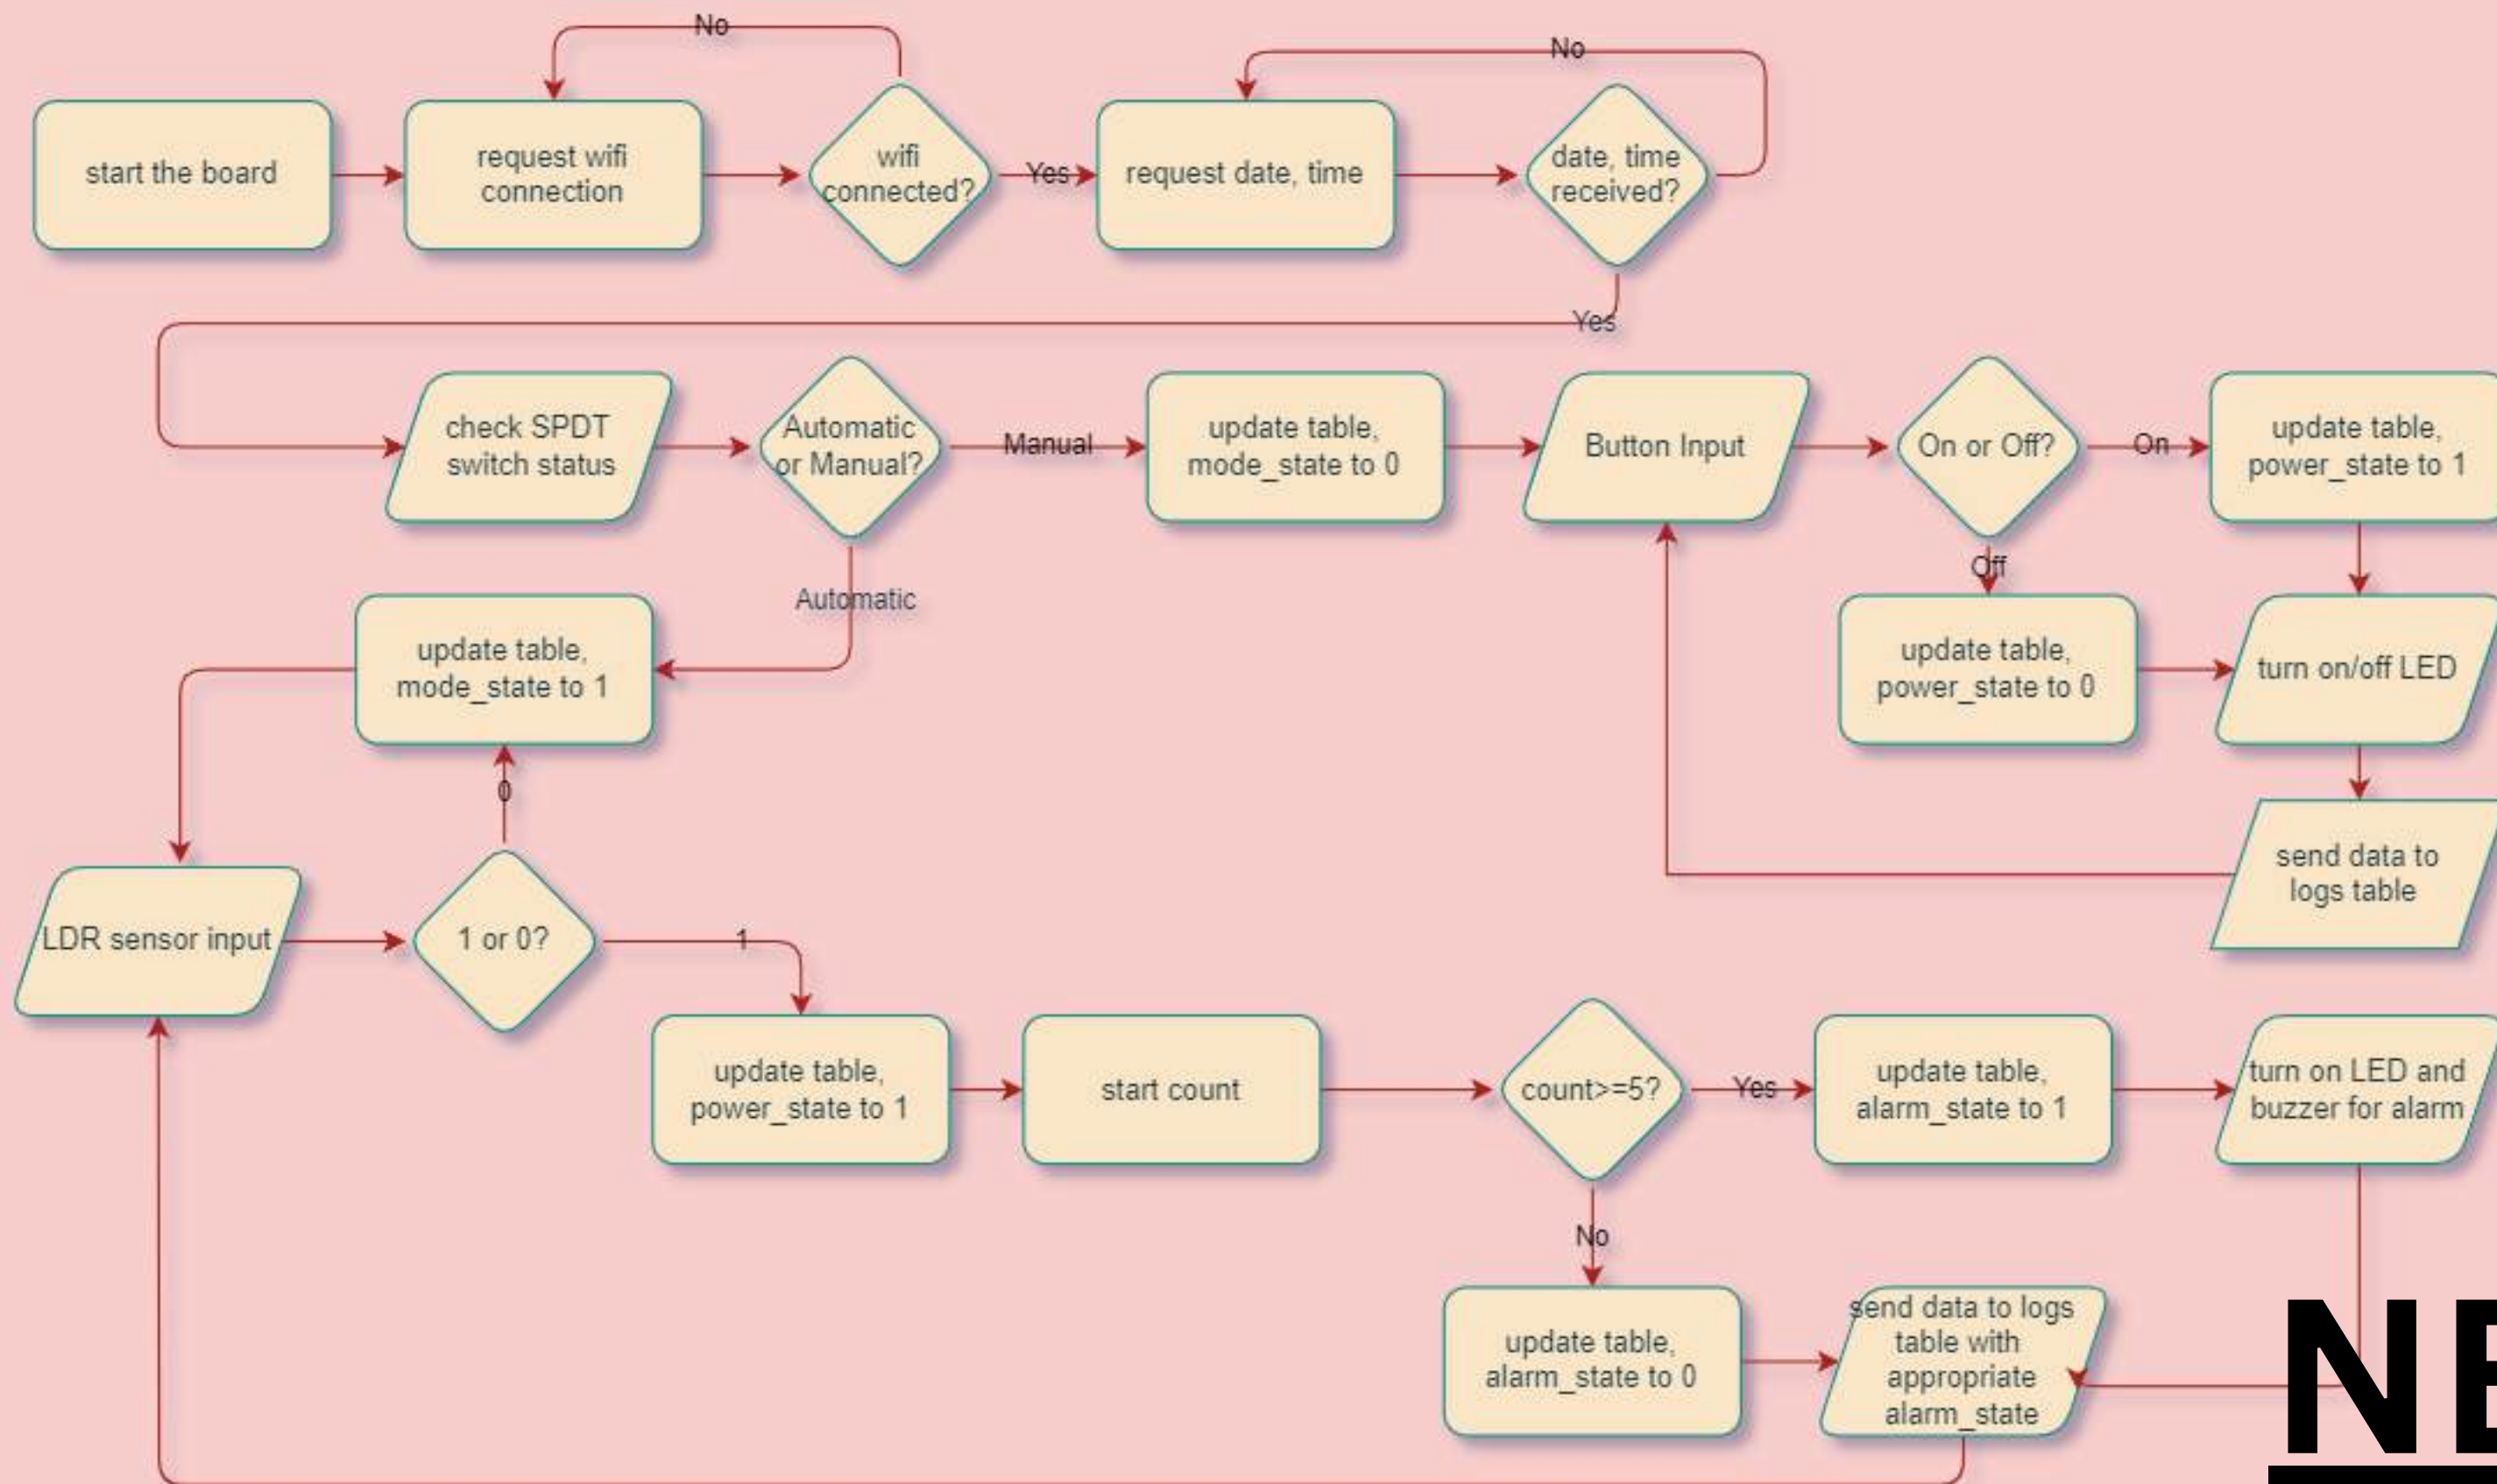 No
No
start the board
request wifi
connection
wifi
connected?
Yes
request date, time
date, time
received?
Yes
check SPDT
switch status
Automatic
or Manual?
Manual
update table,
mode_state to 0
Button Input
On or Off?
On
update table,
power_state to 1
Off
Automatic
update table,
mode_state to 1
update table,
power_state to 0
turn on/off LED
0
send data to
logs table
LDR sensor input
1 or 0?
1
update table,
power_state to 1
start count
count>=5?
Yes
update table,
alarm_state to 1
turn on LED and
buzzer for alarm
No
update table,
alarm_state to 0
send data to logs
table with
appropriate
alarm_state